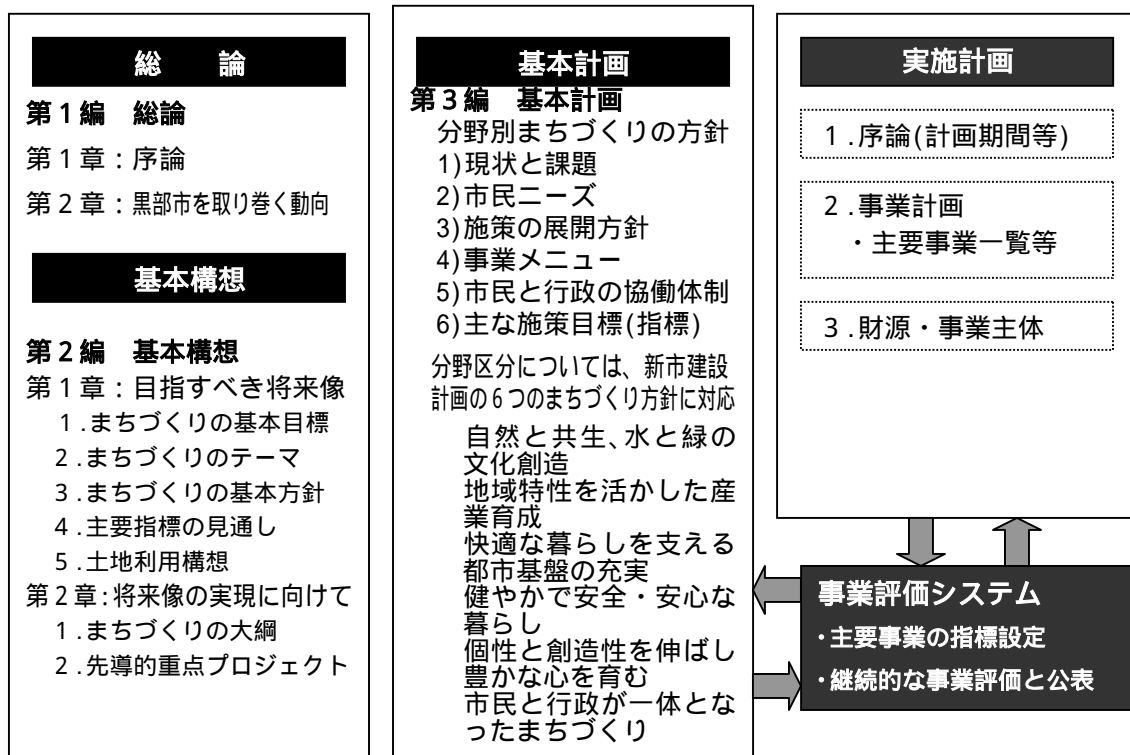 総　　論
第１編　総論
第１章：序論
第２章：黒部市を取り巻く動向
基本構想
第２編　基本構想
第１章：目指すべき将来像
１.まちづくりの基本目標
２.まちづくりのテーマ
３.まちづくりの基本方針
４.主要指標の見通し
５.土地利用構想
第２章：将来像の実現に向けて
１.まちづくりの大綱
２.先導的重点プロジェクト
基本計画
第３編　基本計画
分野別まちづくりの方針
1)現状と課題
2)市民ニーズ
3)施策の展開方針
4)事業メニュー
5)市民と行政の協働体制
6)主な施策目標(指標)
分野区分については、新市建設
計画の６つのまちづくり方針に対応
自然と共生、水と緑の
文化創造
地域特性を活かした産
業育成
快適な暮らしを支える
都市基盤の充実
健やかで安全・安心な
暮らし
個性と創造性を伸ばし
豊かな心を育む
市民と行政が一体とな
ったまちづくり
実施計画
１.序論(計画期間等)
２.事業計画
・主要事業一覧等
３.財源・事業主体
事業評価システム
・主要事業の指標設定
・継続的な事業評価と公表